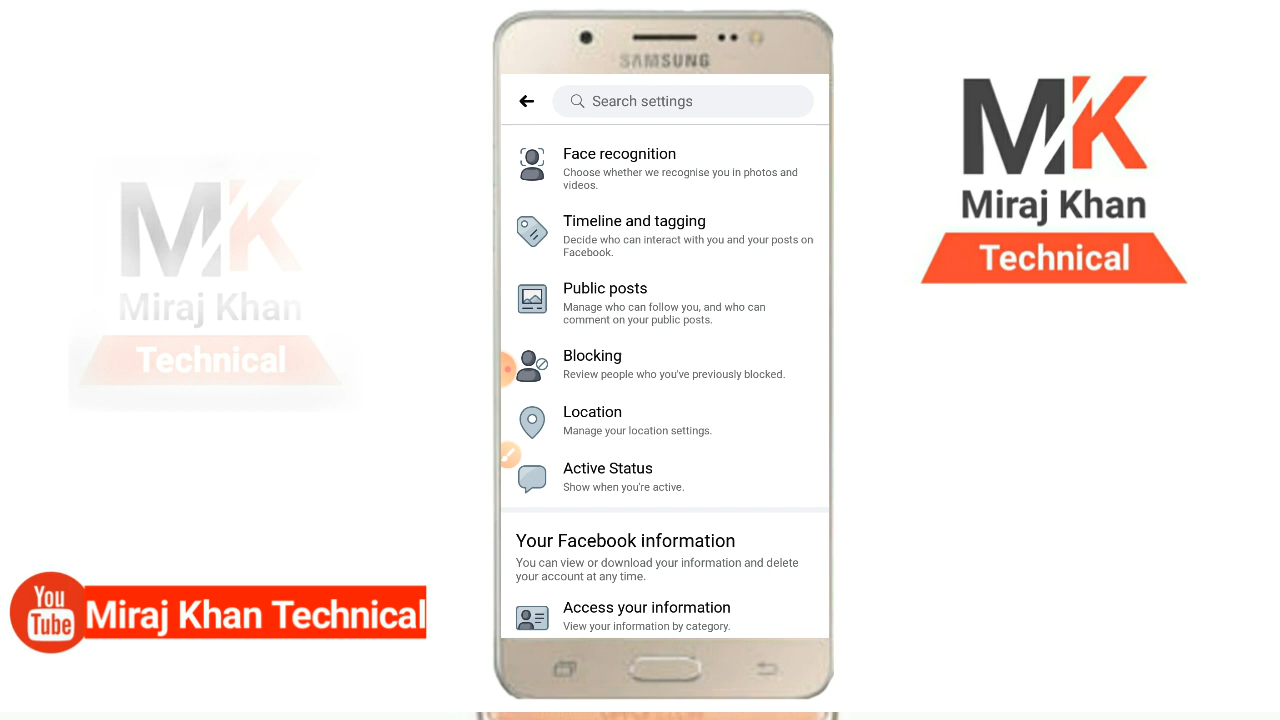 SAMSUNG
Search settings
Face recognition
Choose whether we recognise you in photos and
videos.
Timeline and tagging
Decide who can interact with you and your posts on
Facebook.
Public posts
Manage who can follow you, and who can
comment on your public posts.
Blocking
Review people who you've previously blocked.
Location
Manage your location settings.
Active Status
Show when you're active.
Your Facebook information
You can view or download your information and delete
your account at any time.
Access your information
View your information by category.
MK
Miraj Khan
Technical
MK
Miraj Khan
Technical
You
Tube
Miraj Khan Technical